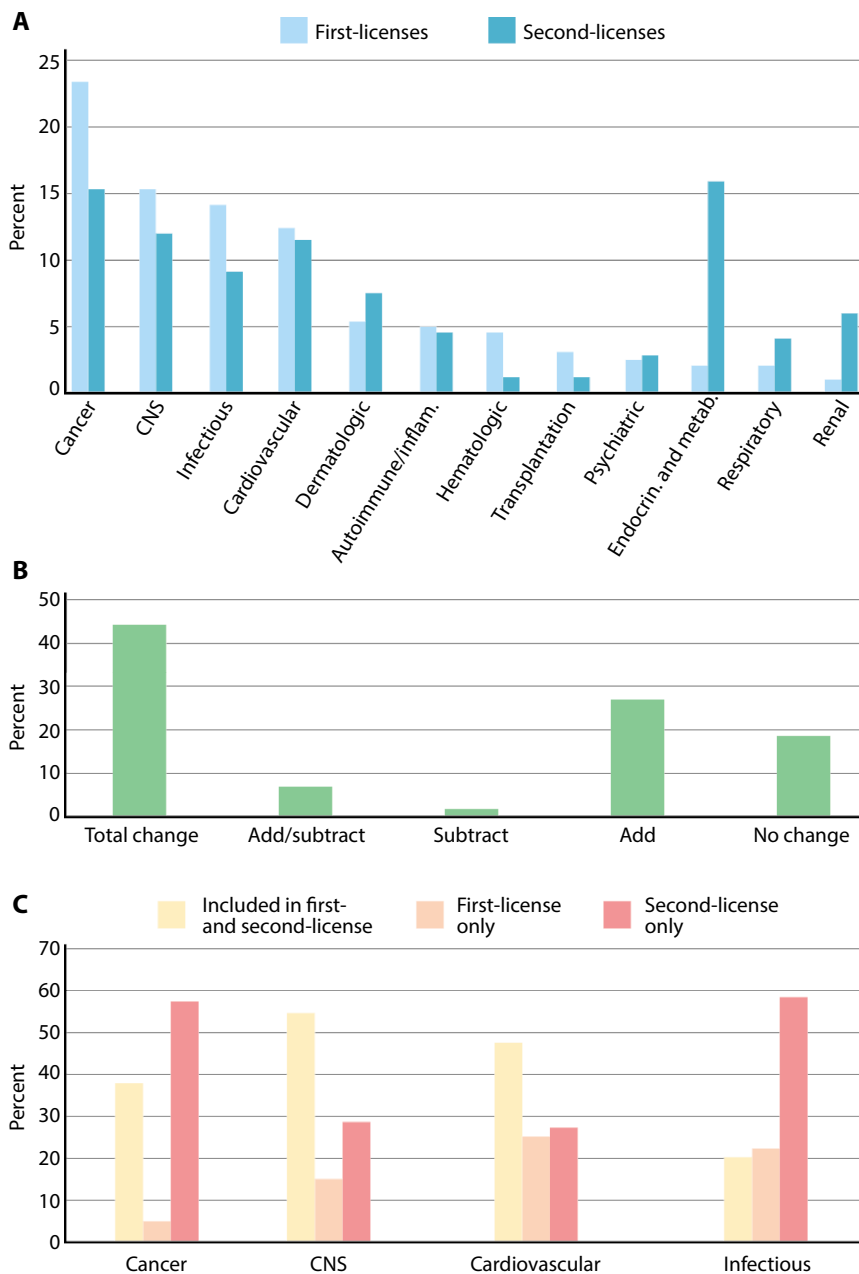 A
First-licenses
Second-licenses
25
20
15
10
5
0
Percent
Cancer
CNS
Infectious
Cardiovascular
Dermatologic
Autoimmune/inflam.
Hematologic
Transplantation
Psychiatric
Endocrin. and metab.
Respiratory
Renal
B
50
40
30
20
10
0
Percent
Total change
Add/subtract
Subtract
Add
No change
C
Included in first-
and second-license
First-license
only
Second-license
only
70
60
50
40
30
20
10
0
Percent
Cancer
CNS
Cardiovascular
Infectious